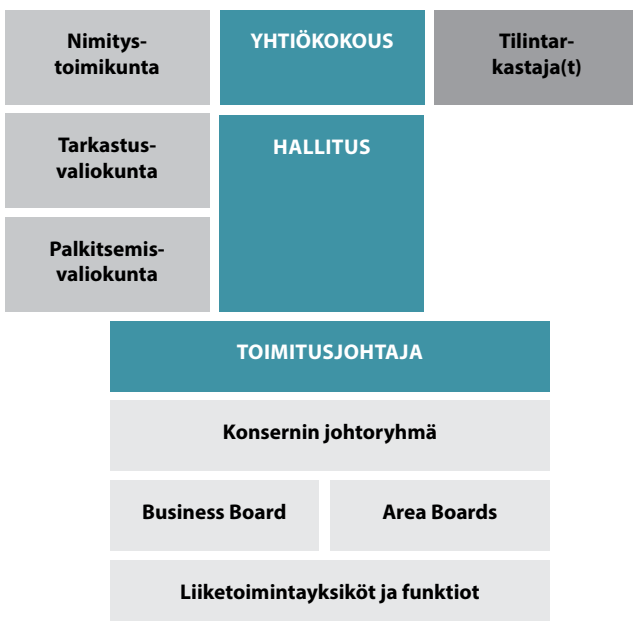 Nimitys-
toimikunta
YHTIÖKOKOUS
Tilintar-
kastaja(t)
Tarkastus-
valiokunta
HALLITUS
Palkitsemis-
valiokunta
TOIMITUSJOHTAJA
Konsernin johtoryhmä
Business Board
Area Boards
Liiketoimintayksiköt ja funktiot